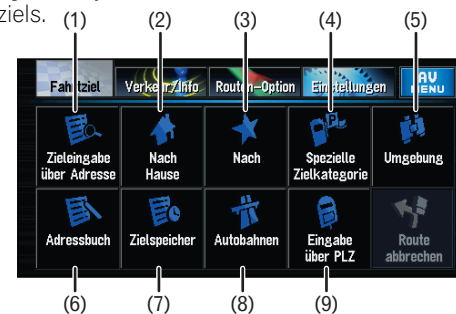 ziels.
(1) (2) (3) (4) (5)
Fahrtziel Verkehr/Info Routen-Option Einstellungen AV MENU
Zieleingabe über Adresse
Nach Hause
Nach
Spezielle Zielkategorie
Umgebung
Adressbuch
Zielspeicher
Autobahnen
Eingabe über PLZ
Route abbrechen
(6) (7) (8) (9)